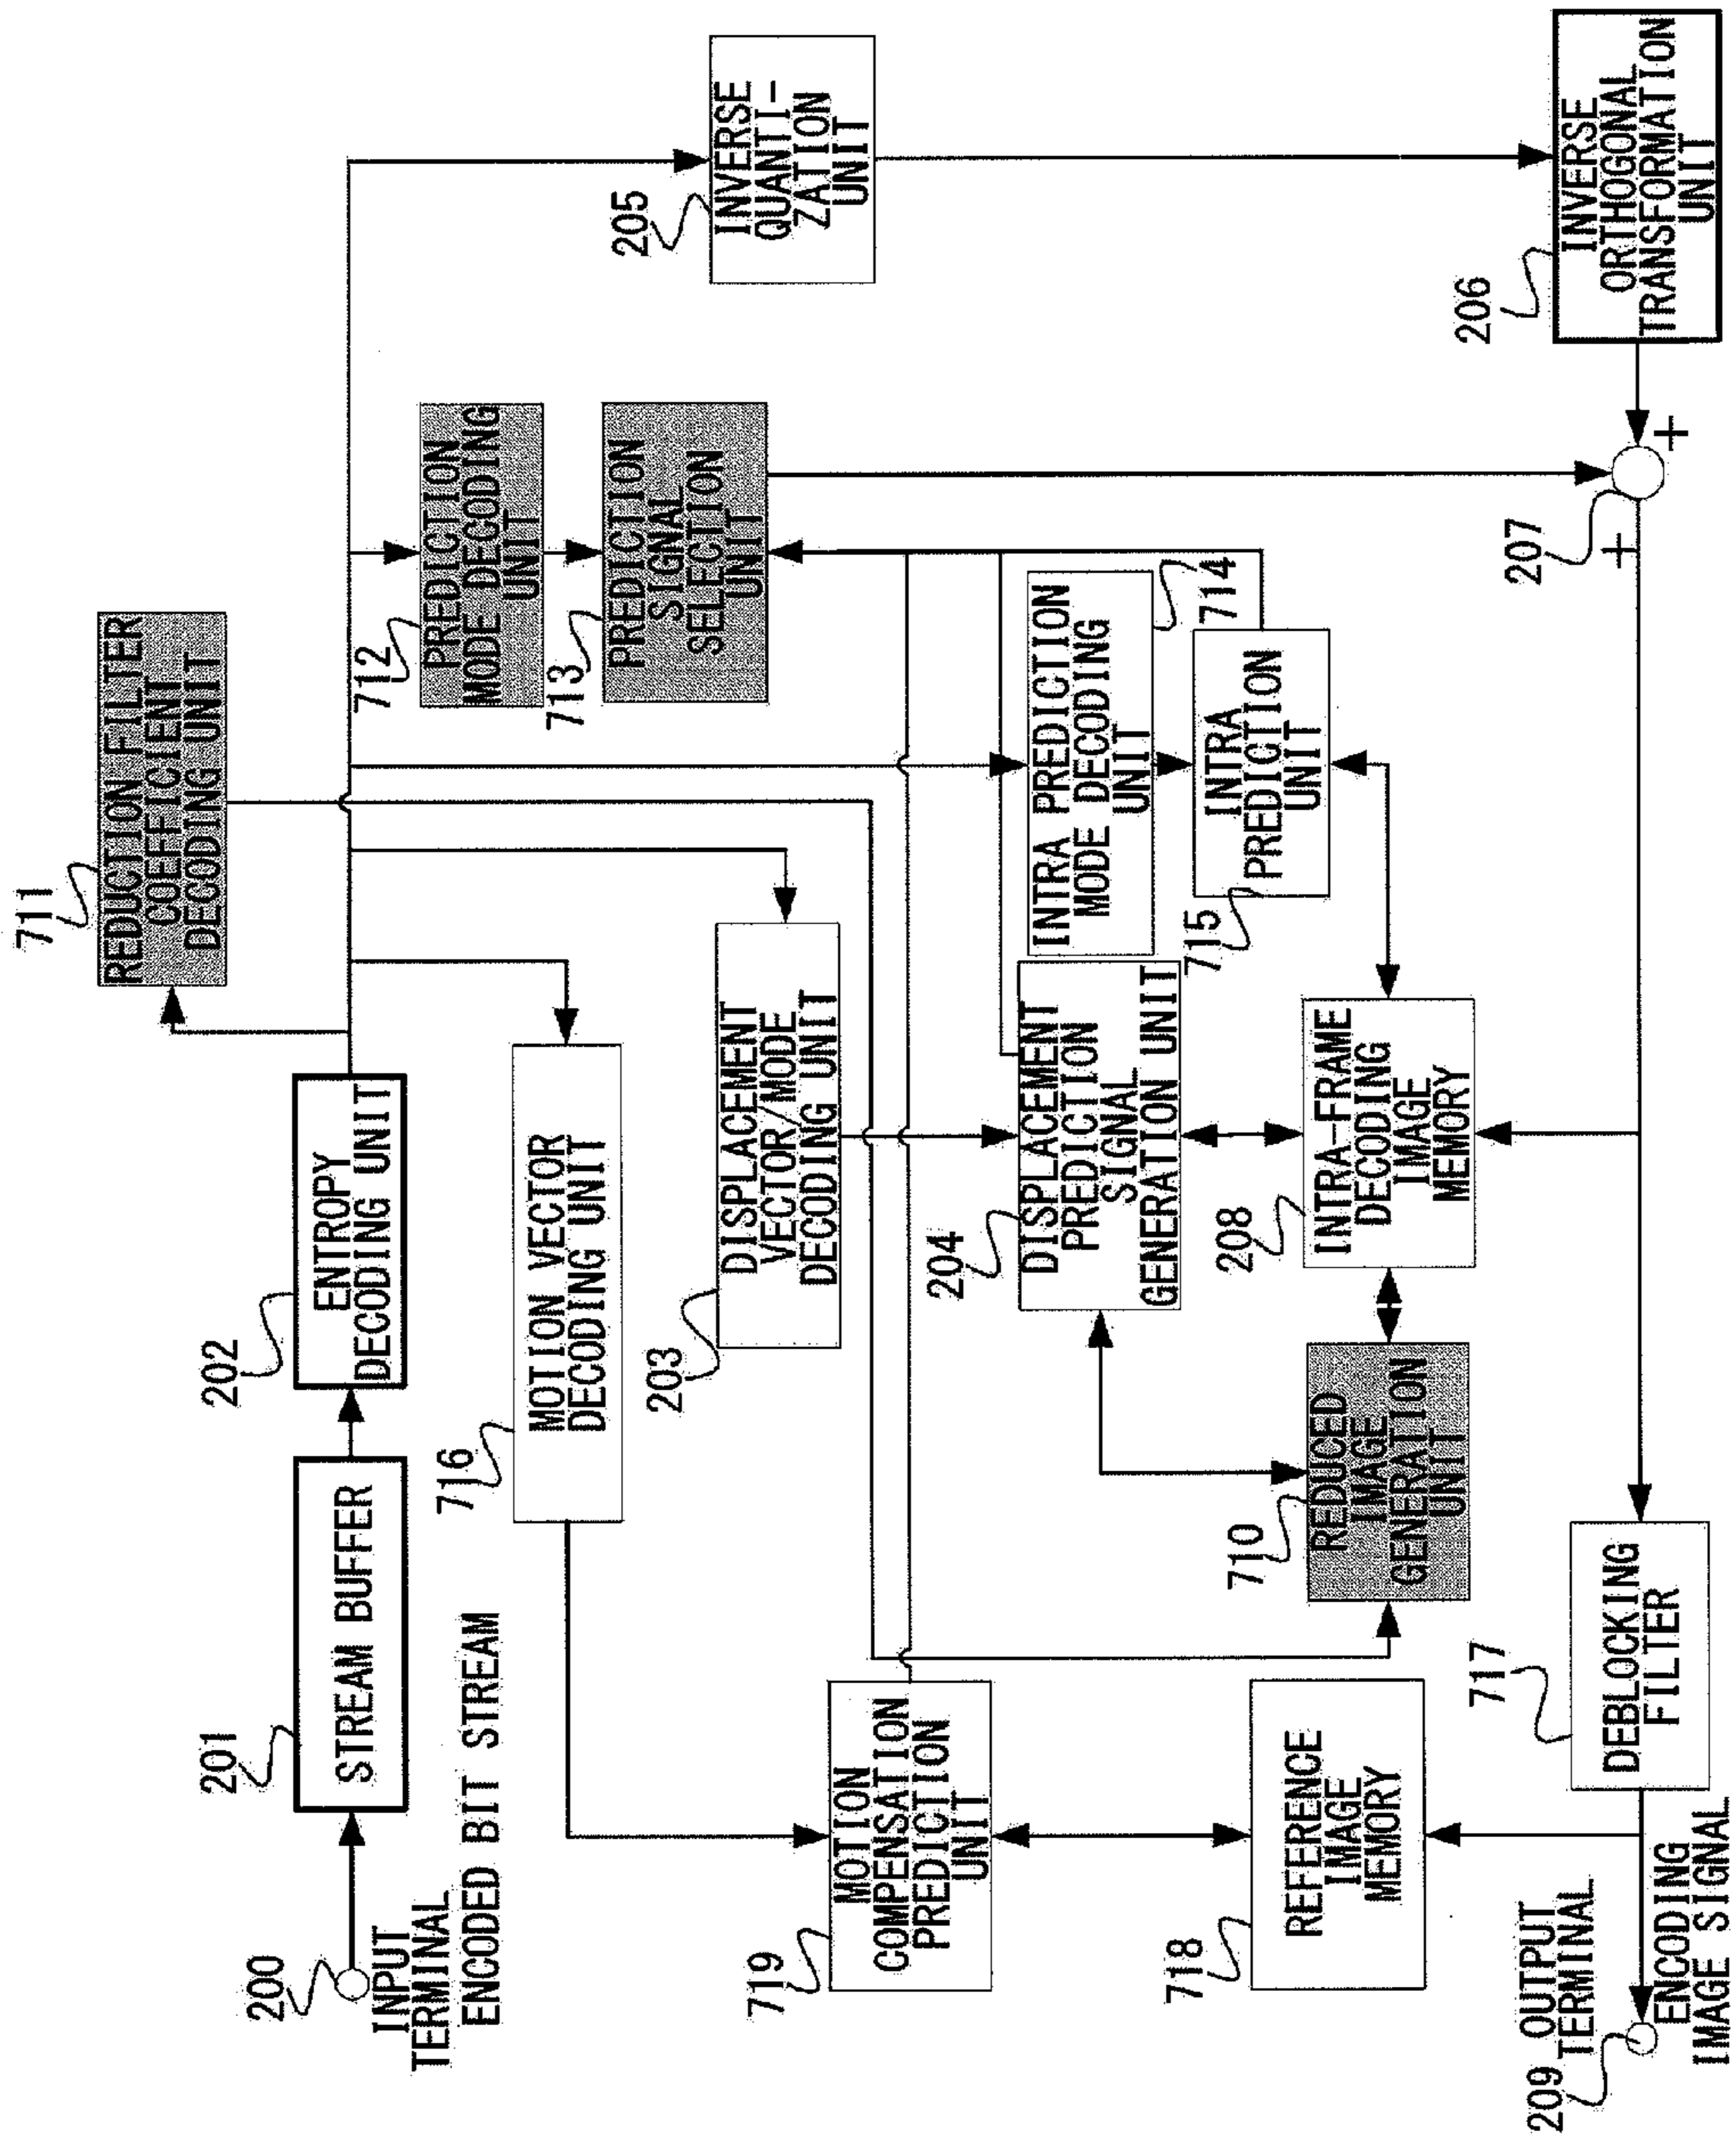 200
INPUT
TERMINAL
ENCODED BIT STREAM
201
STREAM BUFFER
202
ENTROPY
DECODING UNIT
711
REDUCTION FILTER
COEFFICIENT
DECODING UNIT
716
MOTION VECTOR
DECODING UNIT
203
DISPLACEMENT
VECTOR/MODE
DECODING UNIT
712
PREDICTION
MODE DECODING
UNIT
713
PREDICTION
SIGNAL
SELECTION
UNIT
205
INVERSE
QUANTI-
ZATION
UNIT
719
MOTION
COMPENSATION
PREDICTION
UNIT
204
DISPLACEMENT
PREDICTION
SIGNAL
GENERATION UNIT
INTRA PREDICTION
MODE DECODING
UNIT
714
715
INTRA
PREDICTION
UNIT
718
REFERENCE
IMAGE
MEMORY
710
REDUCED
IMAGE
GENERATION
UNIT
208
INTRA-FRAME
DECODING
IMAGE
MEMORY
206
INVERSE
ORTHOGONAL
TRANSFORMATION
UNIT
207
+
+
717
DEBLOCKING
FILTER
209
OUTPUT
TERMINAL
ENCODING
IMAGE SIGNAL